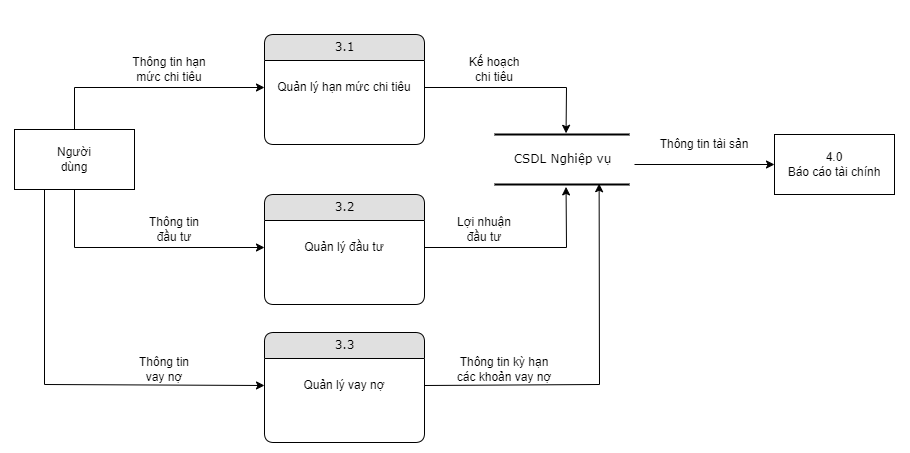 3.1
Thông tin hạn
mức chi tiêu
Quản lý hạn mức chi tiêu
Kế hoạch
chi tiêu
Người
dùng
CSDL Nghiệp vụ
Thông tin tài sản
4.0
Báo cáo tài chính
3.2
Thông tin
đầu tư
Quản lý đầu tư
Lợi nhuận
đầu tư
3.3
Thông tin
vay nợ
Quản lý vay nợ
Thông tin kỳ hạn
các khoản vay nợ